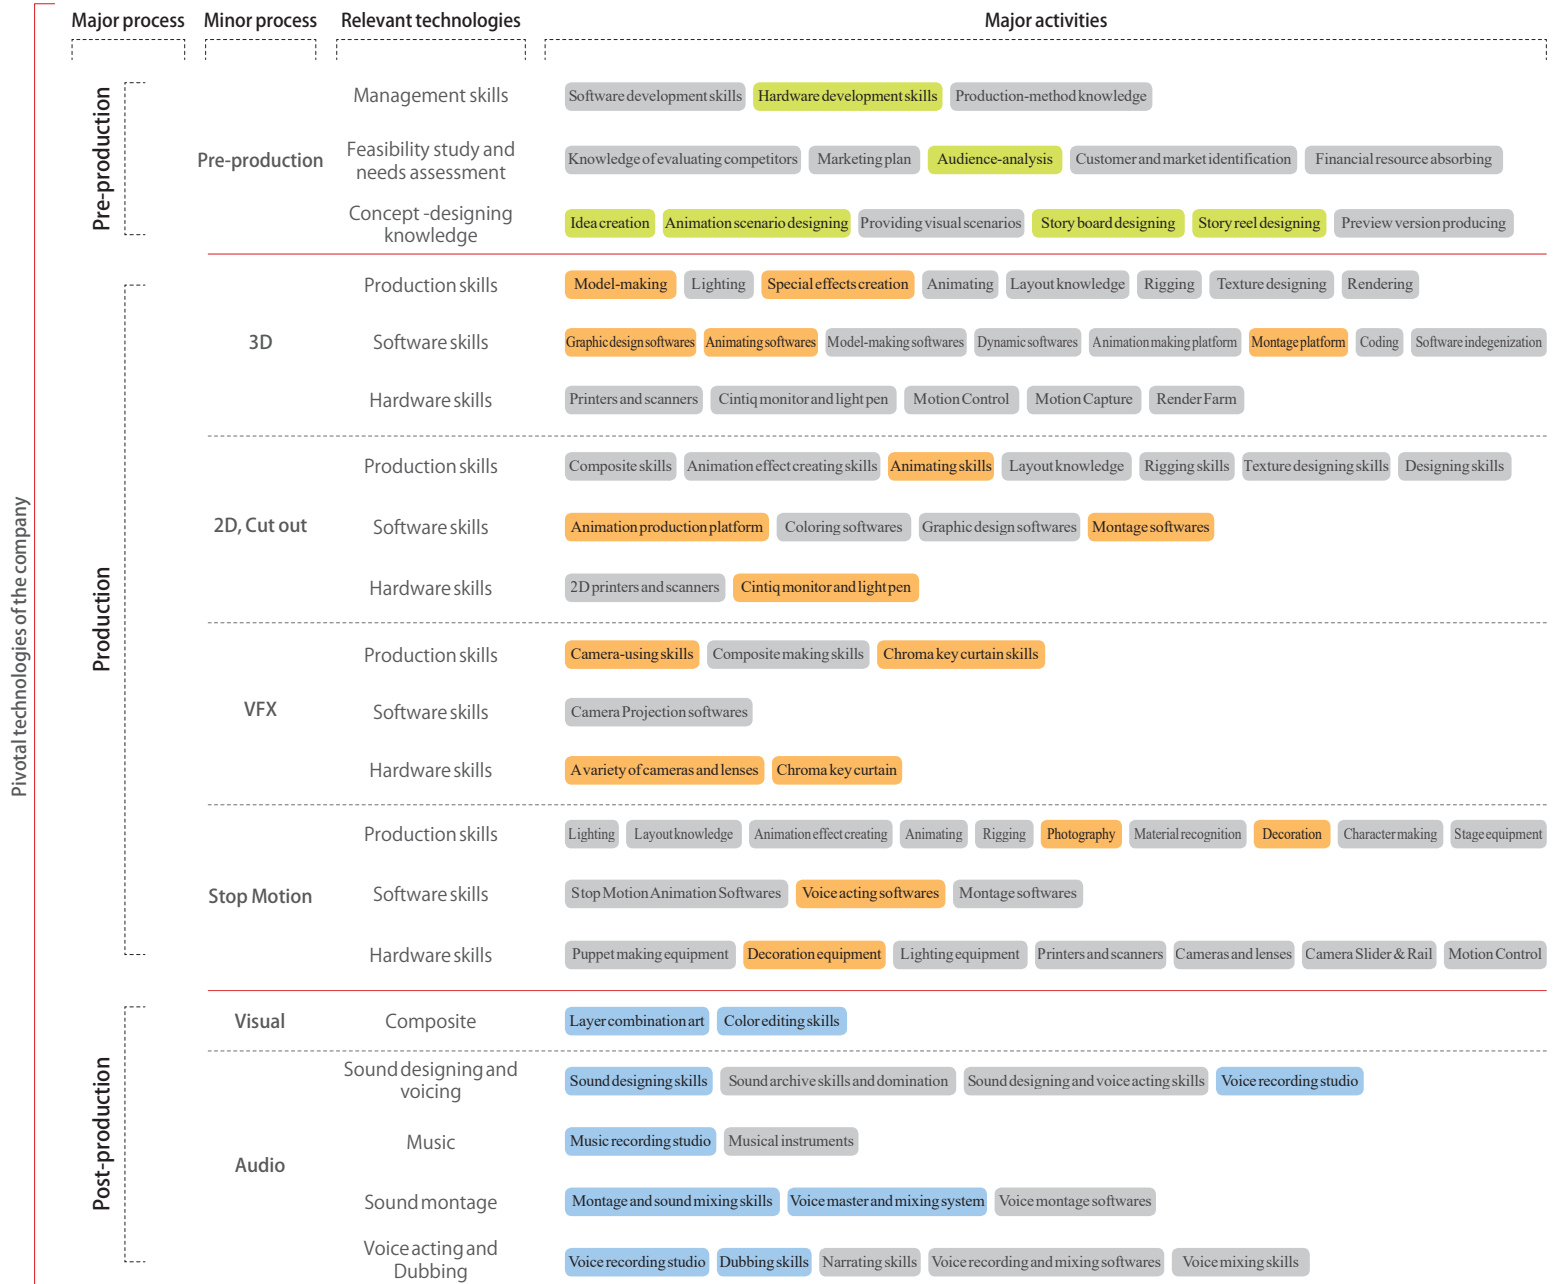 Major process Minor process Relevant technologies Major activities
Pivotal technologies of the company
Pre-production
Pre-production
Management skills
Software development skills Hardware development skills Production-method knowledge
Feasibility study and
needs assessment
Knowledge of evaluating competitors Marketing plan Audience-analysis Customer and market identification Financial resource absorbing
Concept -designing
knowledge
Idea creation Animation scenario designing Providing visual scenarios Story board designing Story reel designing Preview version producing
Production
3D
Production skills
Model-making Lighting Special effects creation Animating Layout knowledge Rigging Texture designing Rendering
Software skills
Graphic design softwares Animating softwares Model-making softwares Dynamic softwares Animation making platform Montage platform Coding Software indegenization
Hardware skills
Printers and scanners Cintiq monitor and light pen Motion Control Motion Capture Render Farm
2D, Cut out
Production skills
Composite skills Animation effect creating skills Animating skills Layout knowledge Rigging skills Texture designing skills Designing skills
Software skills
Animation production platform Coloring softwares Graphic design softwares Montage softwares
Hardware skills
2D printers and scanners Cintiq monitor and light pen
VFX
Production skills
Camera-using skills Composite making skills Chroma key curtain skills
Software skills
Camera Projection softwares
Hardware skills
A variety of cameras and lenses Chroma key curtain
Stop Motion
Production skills
Lighting Layout knowledge Animation effect creating Animating Rigging Photography Material recognition Decoration Character making Stage equipment
Software skills
Stop Motion Animation Softwares Voice acting softwares Montage softwares
Hardware skills
Puppet making equipment Decoration equipment Lighting equipment Printers and scanners Cameras and lenses Camera Slider & Rail Motion Control
Post-production
Visual
Composite
Layer combination art Color editing skills
Audio
Sound designing and
voicing
Sound designing skills Sound archive skills and domination Sound designing and voice acting skills Voice recording studio
Music
Music recording studio Musical instruments
Sound montage
Montage and sound mixing skills Voice master and mixing system Voice montage softwares
Voice acting and
Dubbing
Voice recording studio Dubbing skills Narrating skills Voice recording and mixing softwares Voice mixing skills